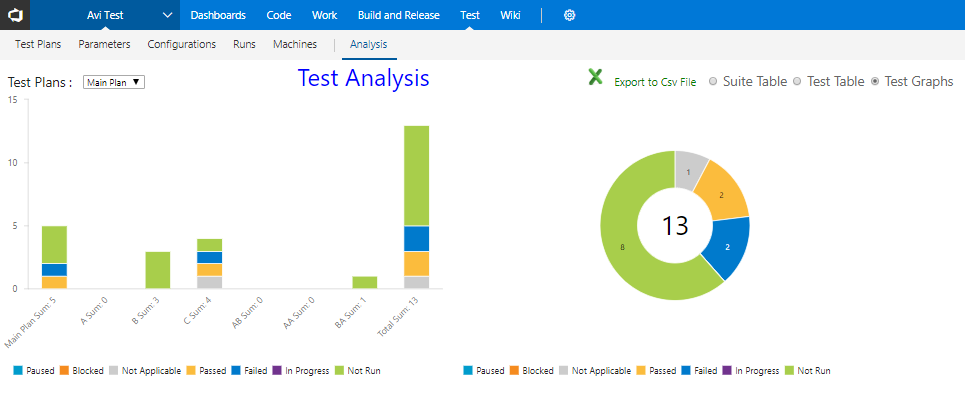 Avi Test Dashboards Code Work Build and Release Test Wiki
Test Plans Parameters Configurations Runs Machines Analysis
Test Plans : Main Plan Test Analysis Export to Csv File Suite Table Test Table Test Graphs
15
10
5
0
Main Plan Sum: 5
A Sum: 0
B Sum: 3
C Sum: 4
AB Sum: 0
AA Sum: 0
BA Sum: 1
Total Sum: 13
Paused Blocked Not Applicable Passed Failed In Progress Not Run
1
2
13
8
2
Paused Blocked Not Applicable Passed Failed In Progress Not Run